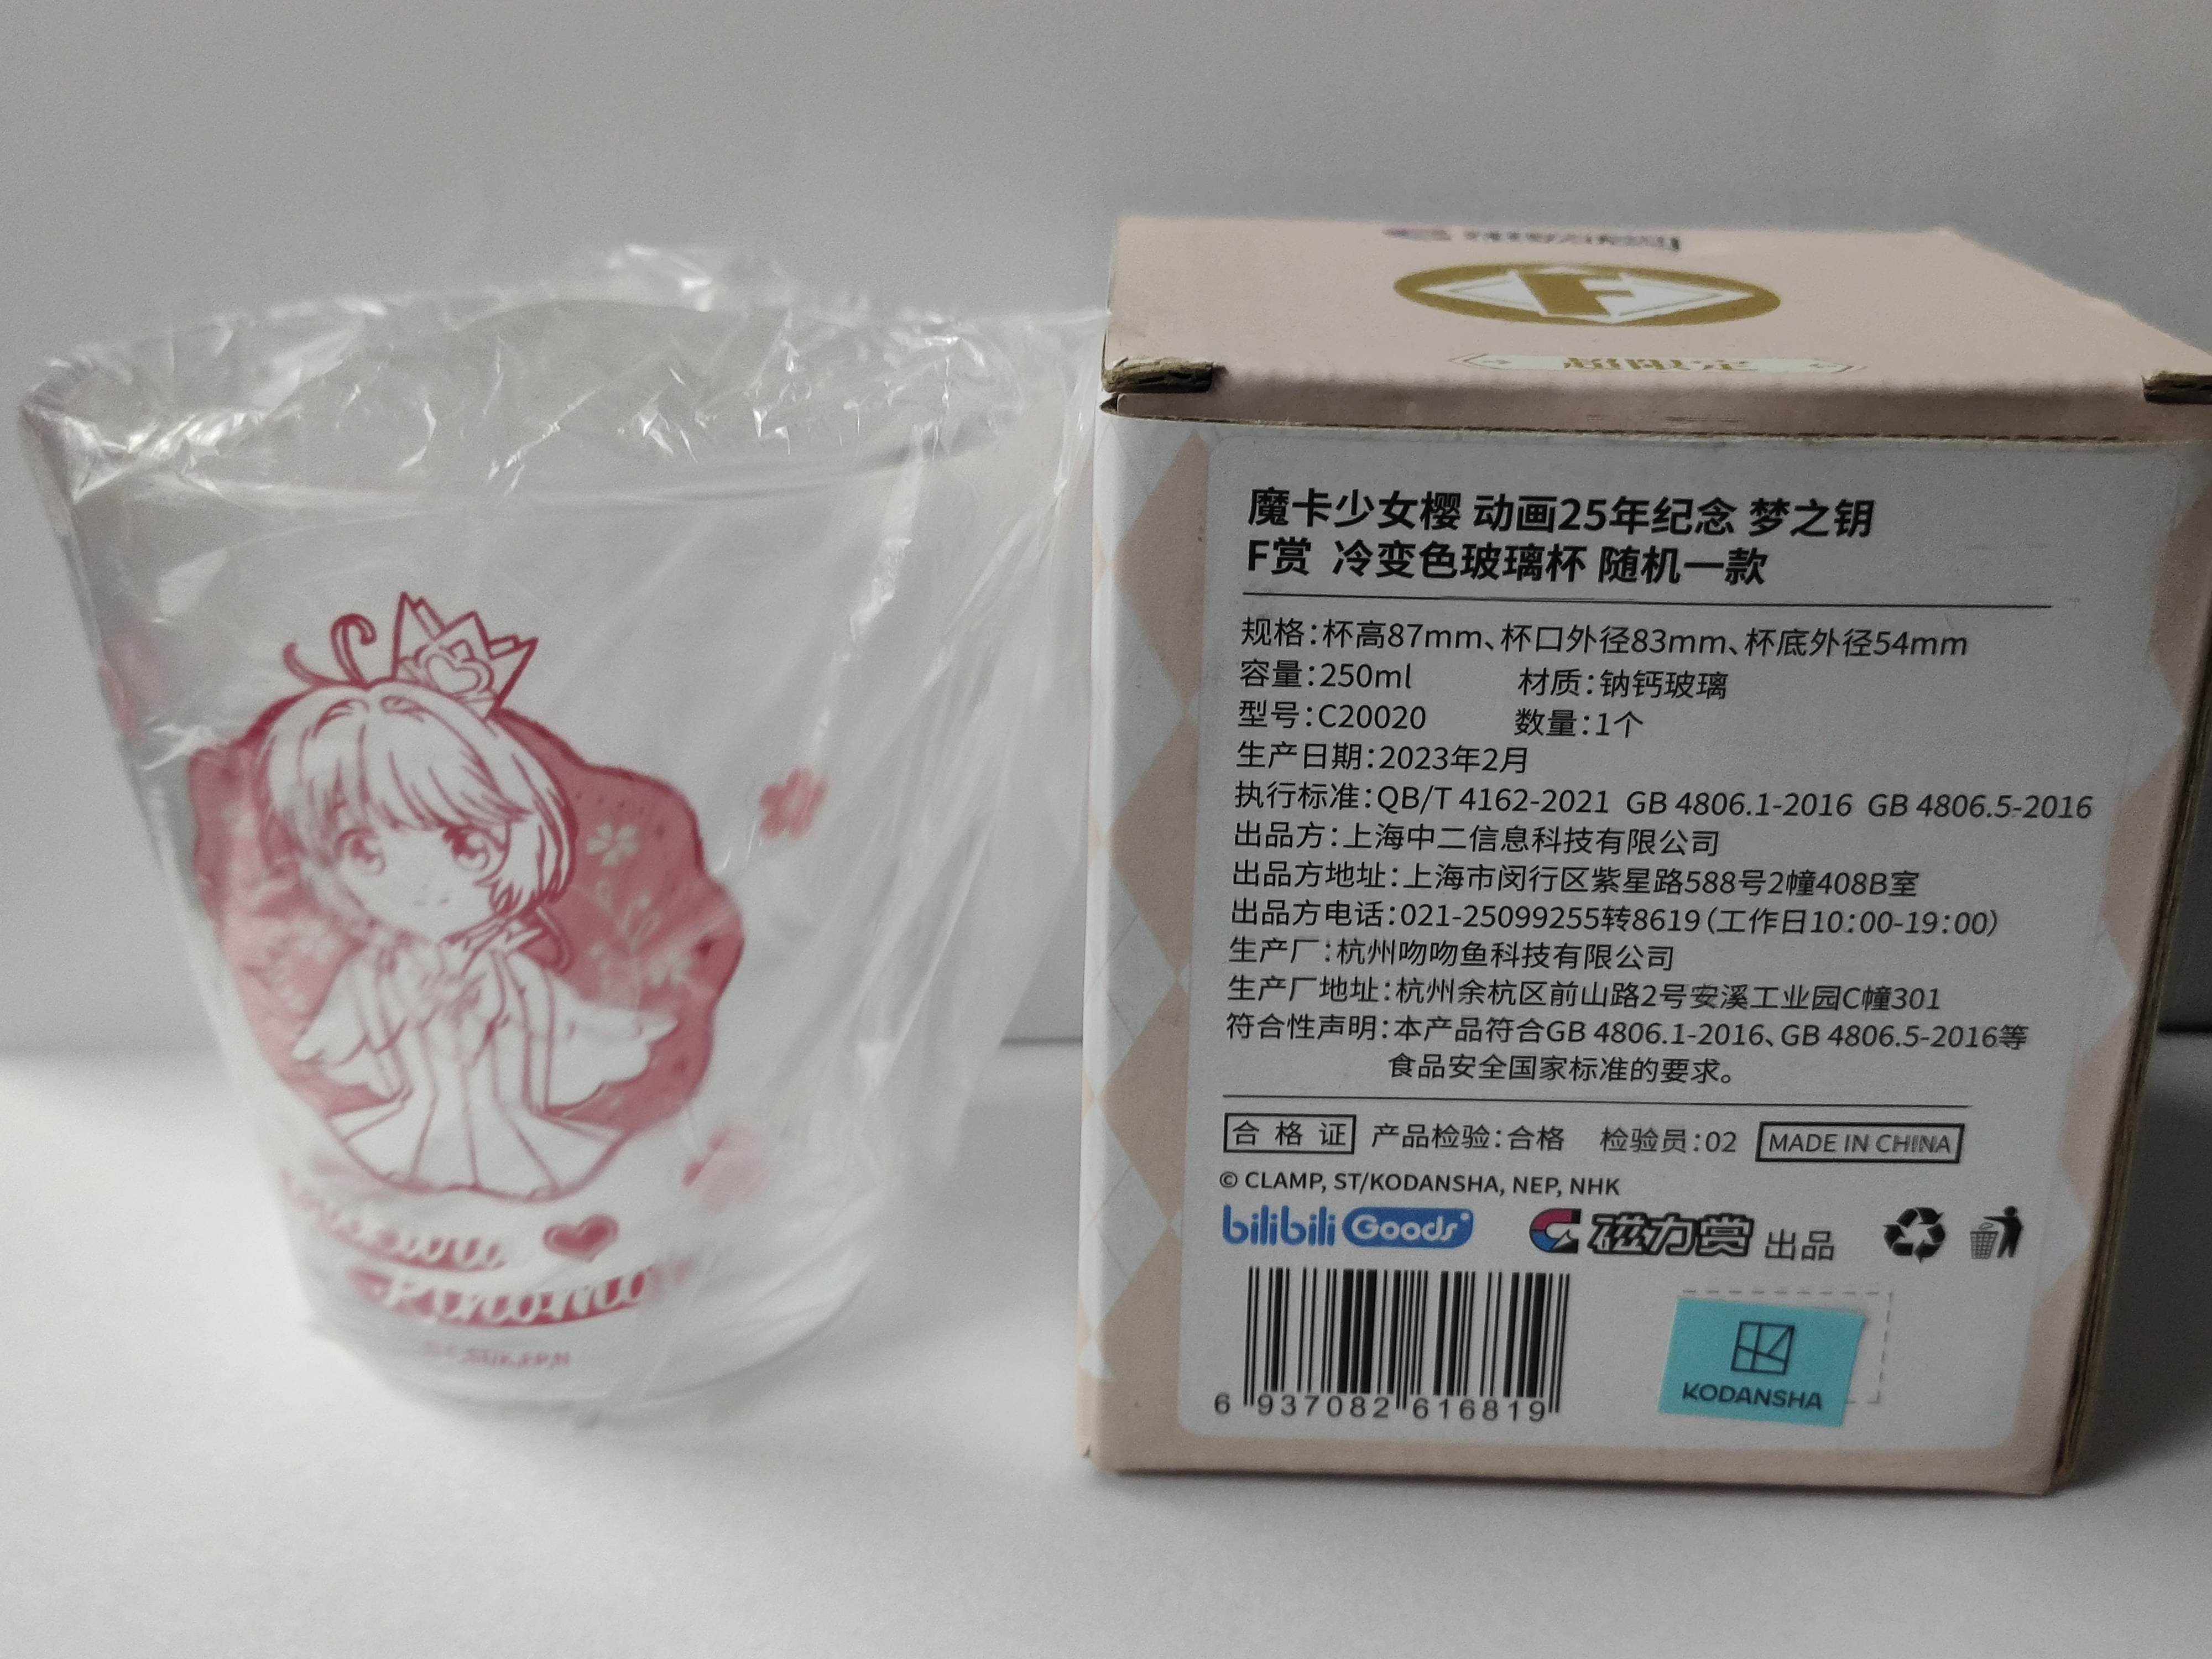 F
超限定
魔卡少女樱 动画25年纪念 梦之钥
F赏 冷变色玻璃杯 随机一款
规格：杯高87mm、杯口外径83mm、杯底外径54mm
容量：250ml 材质：钠钙玻璃
型号：C20020 数量：1个
生产日期：2023年2月
执行标准：QB/T 4162-2021 GB 4806.1-2016 GB 4806.5-2016
出品方：上海中二信息科技有限公司
出品方地址：上海市闵行区紫星路588号2幢408B室
出品方电话：021-25099255转8619（工作日10：00-19：00）
生产厂：杭州吻吻鱼科技有限公司
生产厂地址：杭州余杭区前山路2号安溪工业园C幢301
符合性声明：本产品符合GB 4806.1-2016、GB 4806.5-2016等
食品安全国家标准的要求。
合格证 产品检验：合格 检验员：02 MADE IN CHINA
© CLAMP, ST/KODANSHA, NEP, NHK
bilibili Goods 磁力赏 出品
6 937082 616819
KODANSHA